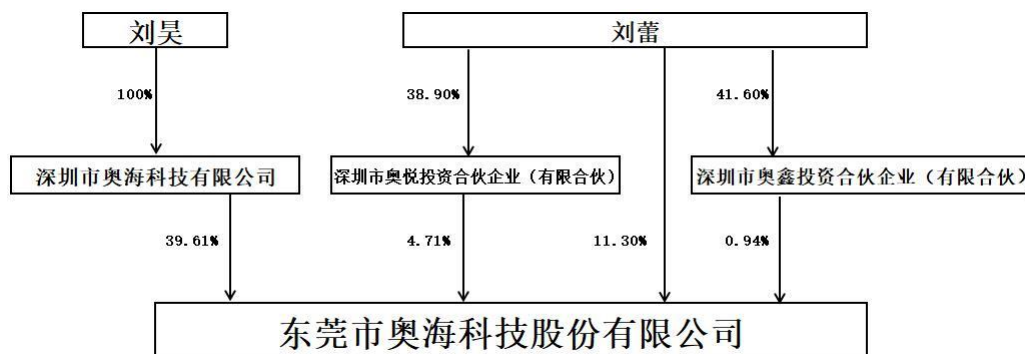 刘昊
刘蕾
100%
38.90%
41.60%
深圳市奥海科技有限公司
深圳市奥悦投资合伙企业（有限合伙）
深圳市奥鑫投资合伙企业（有限合伙）
39.61%
4.71%
11.30%
0.94%
东莞市奥海科技股份有限公司